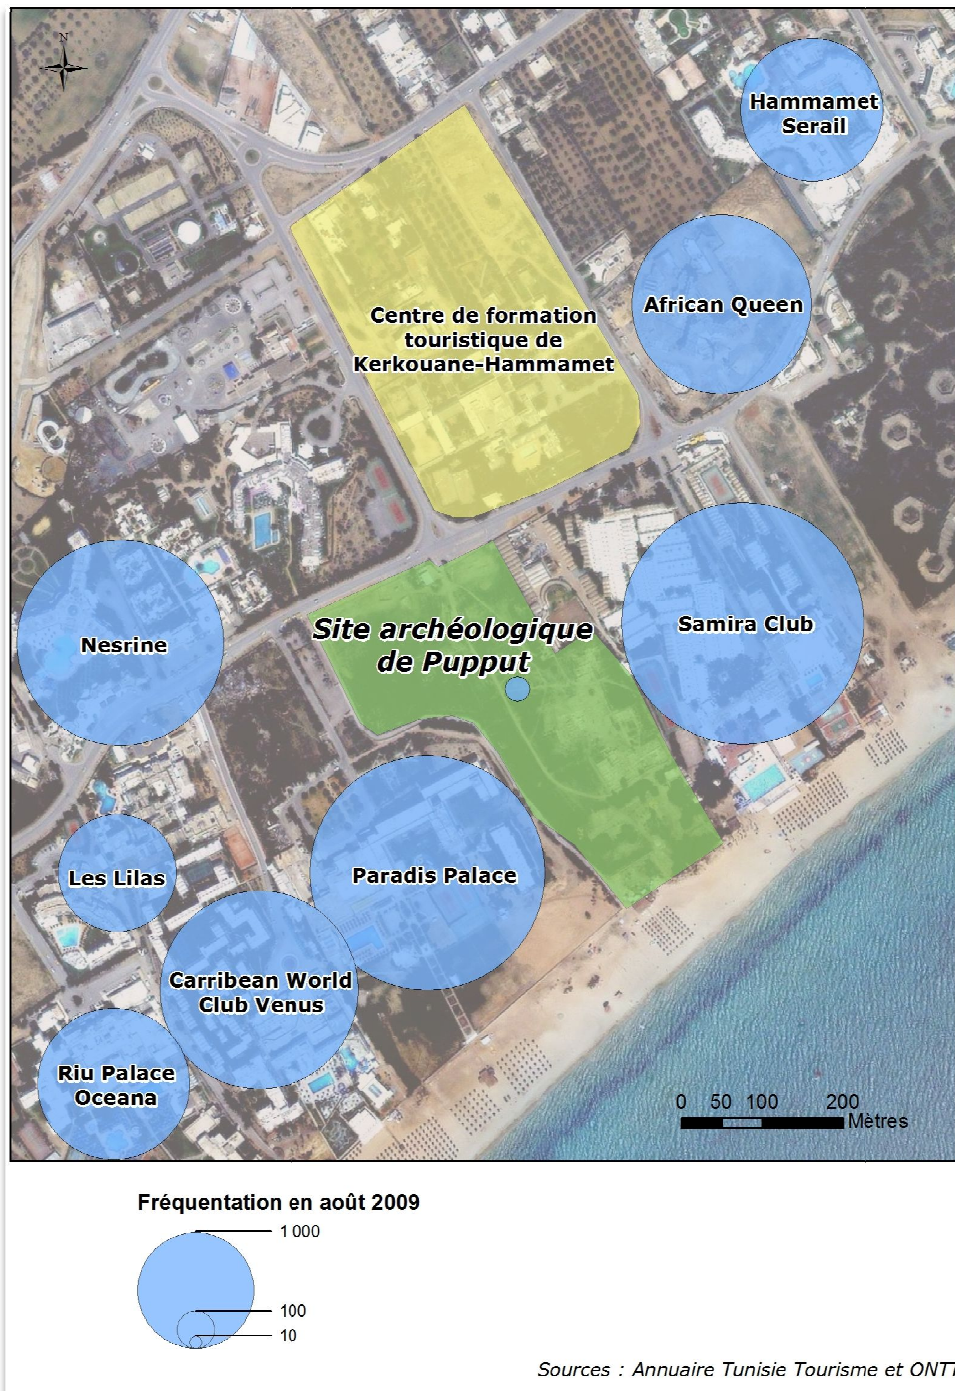 N
Hammamet
Serail
African Queen
Centre de formation
touristique de
Kerkouane-Hammamet
Samira Club
Site archéologique
de Pupput
Nesrine
Paradis Palace
Les Lilas
Carribean World
Club Venus
Riu Palace
Oceana
0 50 100 200
Mètres
Fréquentation en août 2009
1 000
100
10
Sources : Annuaire Tunisie Tourisme et ONTT